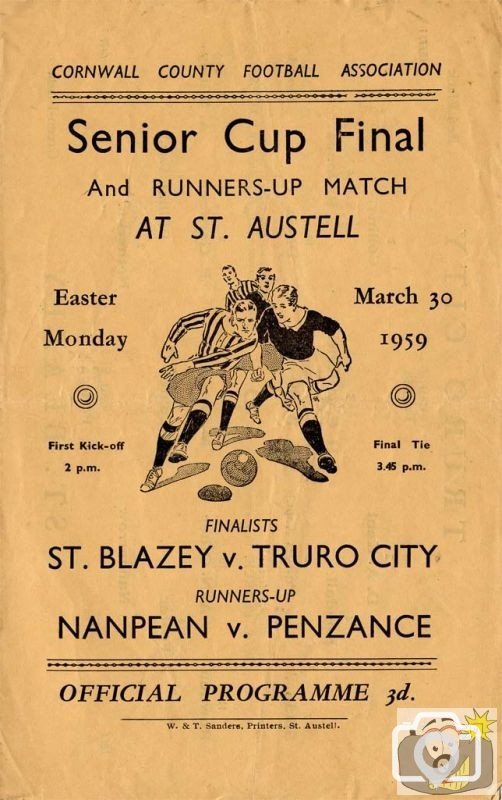 CORNWALL COUNTY FOOTBALL ASSOCIATION
Senior Cup Final
And RUNNERS-UP MATCH
AT ST. AUSTELL
Easter
Monday
March 30
1959
First Kick-off
2 p.m.
Final Tie
3.45 p.m.
FINALISTS
ST. BLAZEY v. TRURO CITY
RUNNERS-UP
NANPEAN v. PENZANCE
OFFICIAL PROGRAMME 3d.
W. & T. Sanders, Printers, St. Austell.